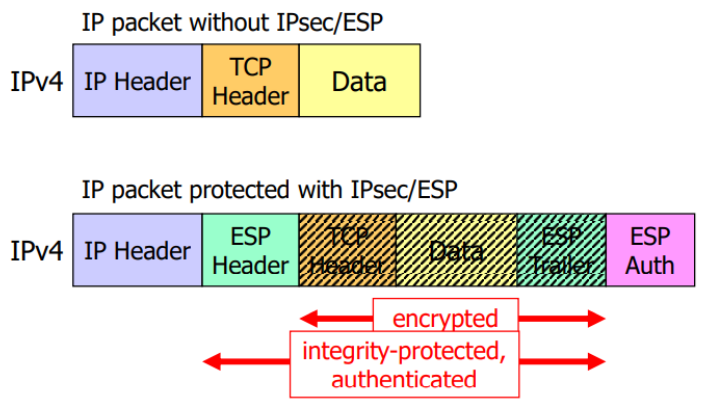 IP packet without IPsec/ESP
IPv4 IP Header TCP Header Data
IP packet protected with IPsec/ESP
IPv4 IP Header ESP Header TCP Header Data ESP Trailer ESP Auth
encrypted
integrity-protected,
authenticated